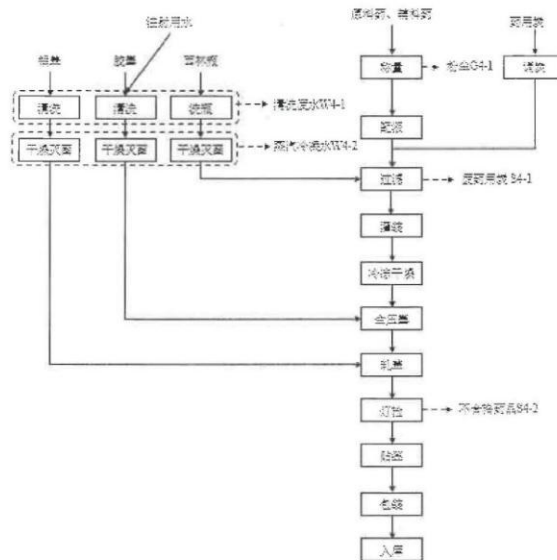 注射用水
原料药、辅料药
药用炭
铝盖
胶塞
西林瓶
称量
粉尘G4-1
调炭
清洗
清洗
洗瓶
清洗废水W4-1
配液
干燥灭菌
干燥灭菌
干燥灭菌
蒸汽冷凝水W4-2
过滤
废药用炭 S4-1
灌装
冷冻干燥
全压塞
轧盖
灯检
不合格药品S4-2
贴签
包装
入库